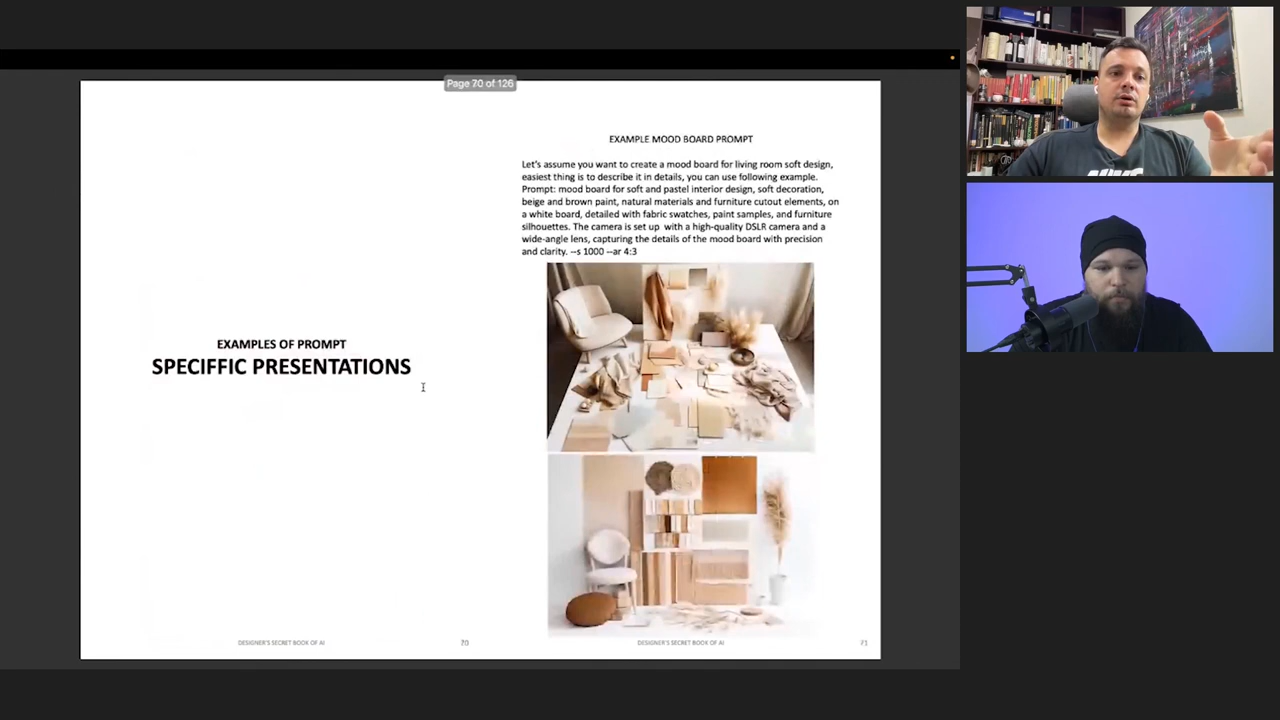 Page 70 of 126
EXAMPLES OF PROMPT
SPECIFFIC PRESENTATIONS
DESIGNER'S SECRET BOOK OF AI
70
EXAMPLE MOOD BOARD PROMPT
Let's assume you want to create a mood board for living room soft design,
easiest thing is to describe it in details, you can use following example.
Prompt: mood board for soft and pastel interior design, soft decoration,
beige and brown paint, natural materials and furniture cutout elements, on
a white board, detailed with fabric swatches, paint samples, and furniture
silhouettes. The camera is set up with a high-quality DSLR camera and a
wide-angle lens, capturing the details of the mood board with precision
and clarity. --s 1000 --ar 4:3
DESIGNER'S SECRET BOOK OF AI
71